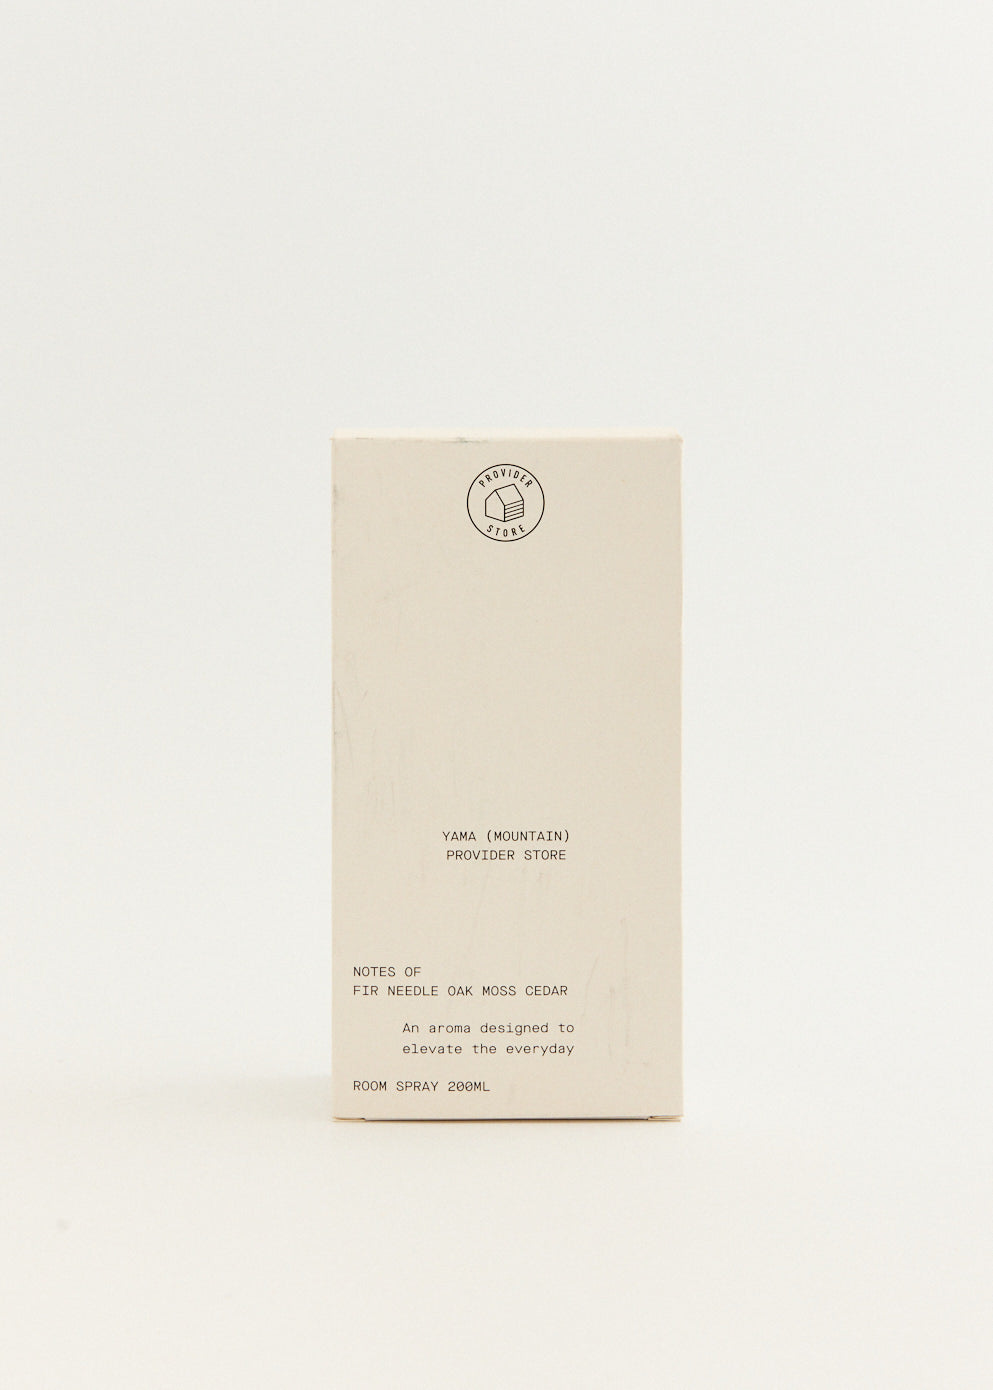 PROVIDER
STORE
YAMA (MOUNTAIN)
PROVIDER STORE
NOTES OF
FIR NEEDLE OAK MOSS CEDAR
An aroma designed to
elevate the everyday
ROOM SPRAY 200ML